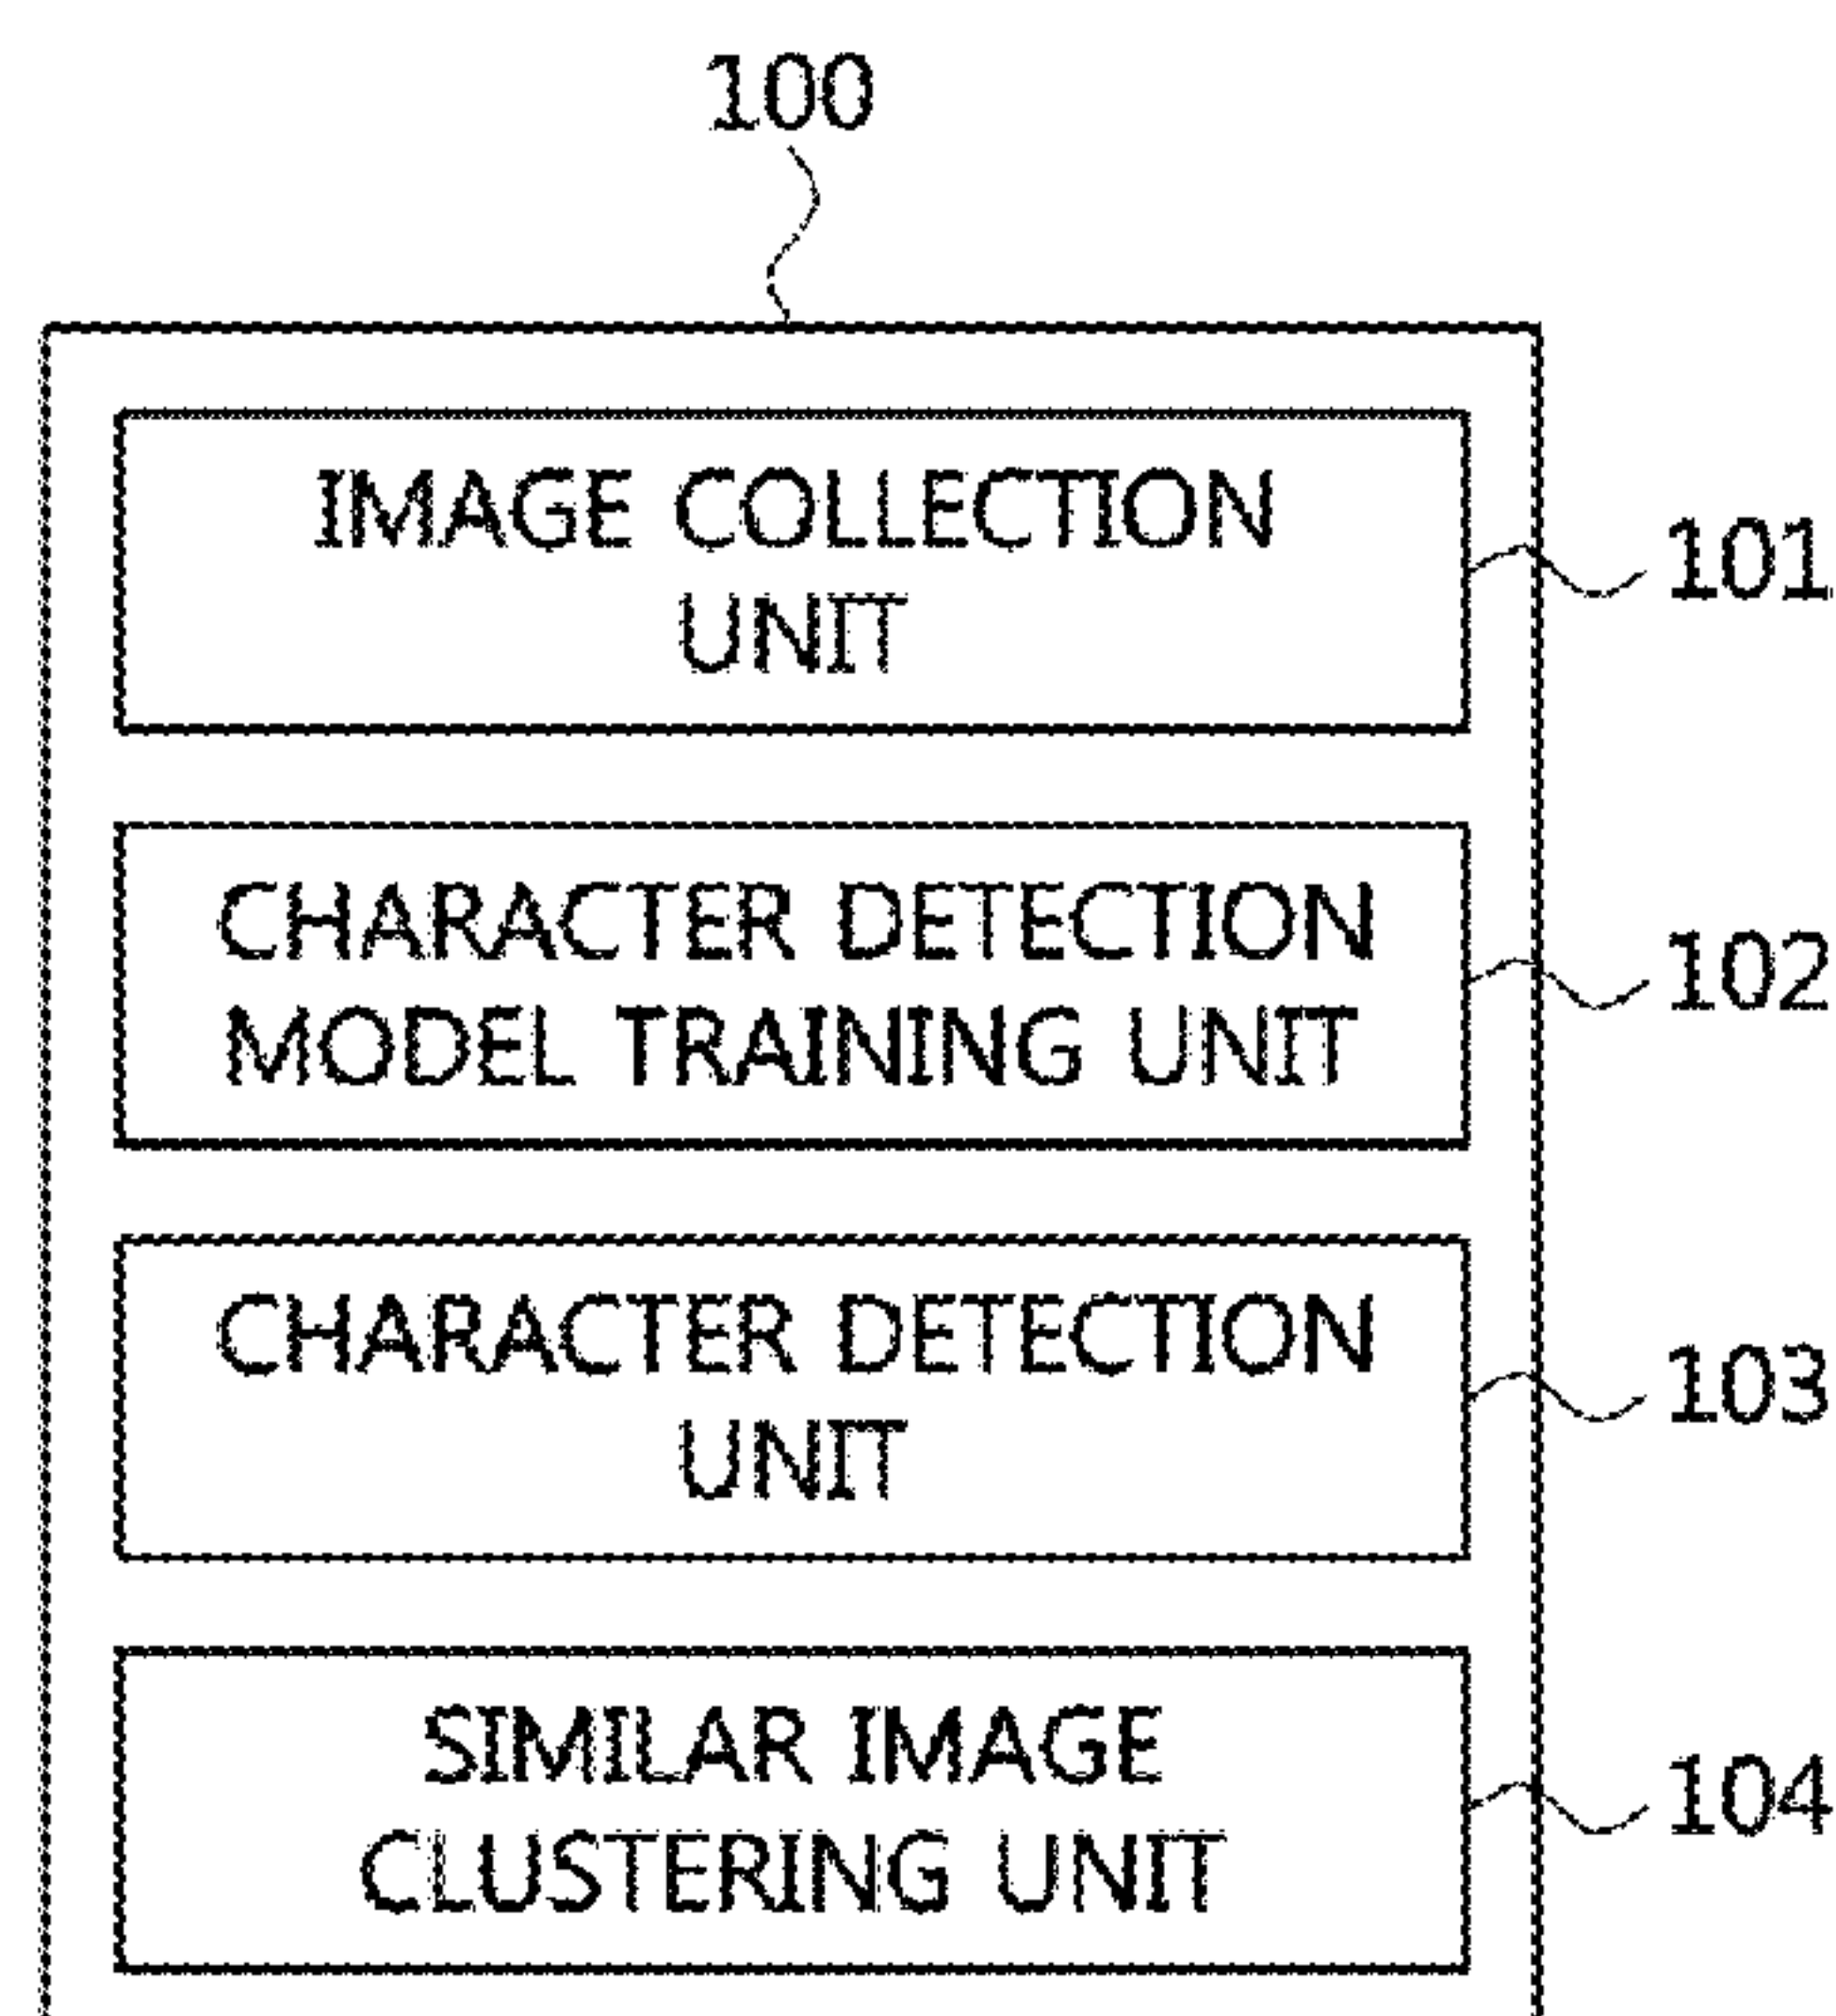 100
IMAGE COLLECTION
UNIT
101
CHARACTER DETECTION
MODEL TRAINING UNIT
102
CHARACTER DETECTION
UNIT
103
SIMILAR IMAGE
CLUSTERING UNIT
104